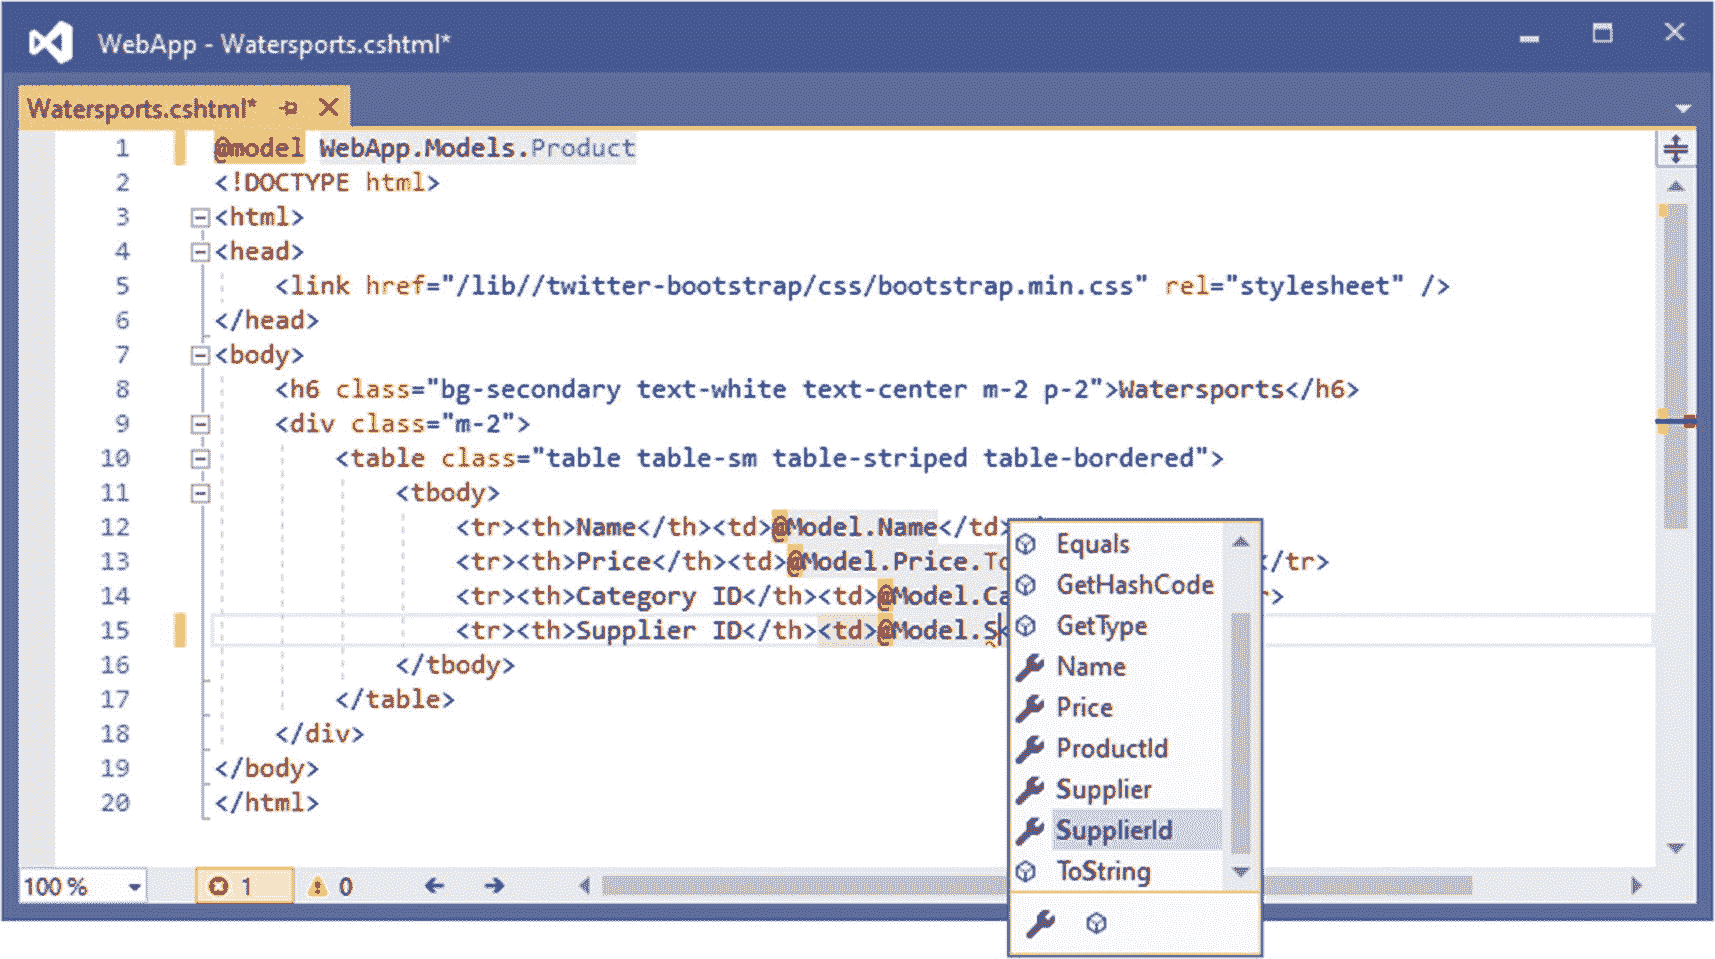 WebApp - Watersports.cshtml*
Watersports.cshtml*
1 @model WebApp.Models.Product
2 <!DOCTYPE html>
3 <html>
4 <head>
5 <link href="/lib//twitter-bootstrap/css/bootstrap.min.css" rel="stylesheet" />
6 </head>
7 <body>
8 <h6 class="bg-secondary text-white text-center m-2 p-2">Watersports</h6>
9 <div class="m-2">
10 <table class="table table-sm table-striped table-bordered">
11 <tbody>
12 <tr><th>Name</th><td>@Model.Name</td>
13 <tr><th>Price</th><td>@Model.Price.To </tr>
14 <tr><th>Category ID</th><td>@Model.Ca r>
15 <tr><th>Supplier ID</th><td>@Model.S<
16 </tbody>
17 </table>
18 </div>
19 </body>
20 </html>
Equals
GetHashCode
GetType
Name
Price
ProductId
Supplier
SupplierId
ToString
100 % 1 0